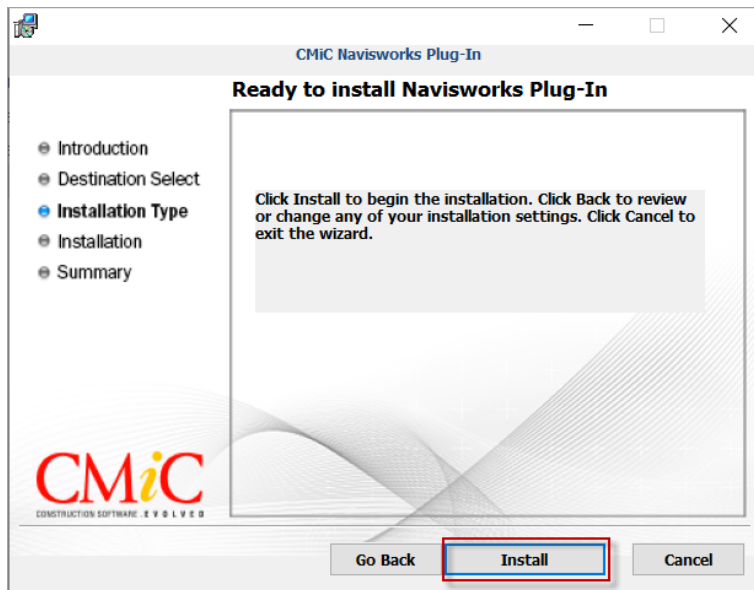 CMiC Navisworks Plug-In
Ready to install Navisworks Plug-In
Introduction
Destination Select
Installation Type
Installation
Summary
Click Install to begin the installation. Click Back to review
or change any of your installation settings. Click Cancel to
exit the wizard.
CMiC
CONSTRUCTION SOFTWARE. EVOLVED
Go Back
Install
Cancel